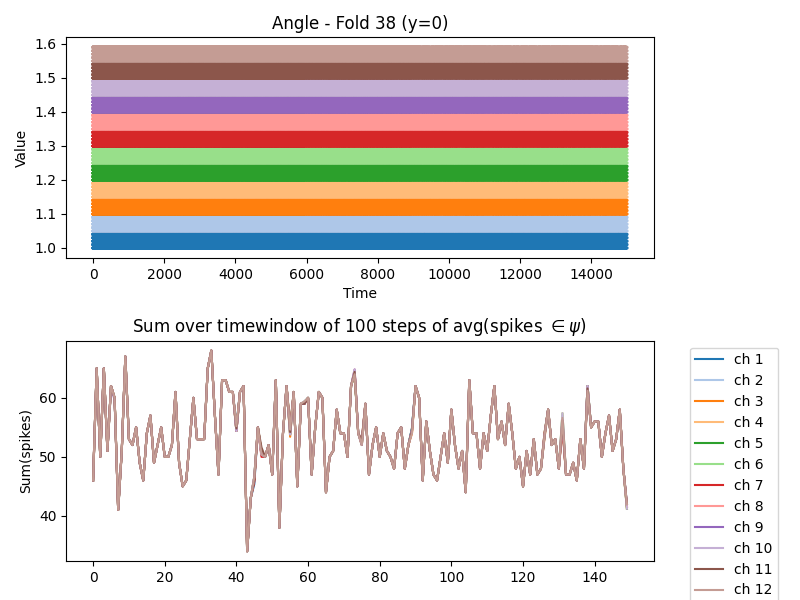 Angle - Fold 38 (y=0)
1.6
1.5
1.4
1.3
1.2
1.1
1.0
Value
0 2000 4000 6000 8000 10000 12000 14000
Time
Sum over timewindow of 100 steps of avg(spikes ∈ ψ)
60
50
40
Sum(spikes)
0 20 40 60 80 100 120 140
ch 1
ch 2
ch 3
ch 4
ch 5
ch 6
ch 7
ch 8
ch 9
ch 10
ch 11
ch 12